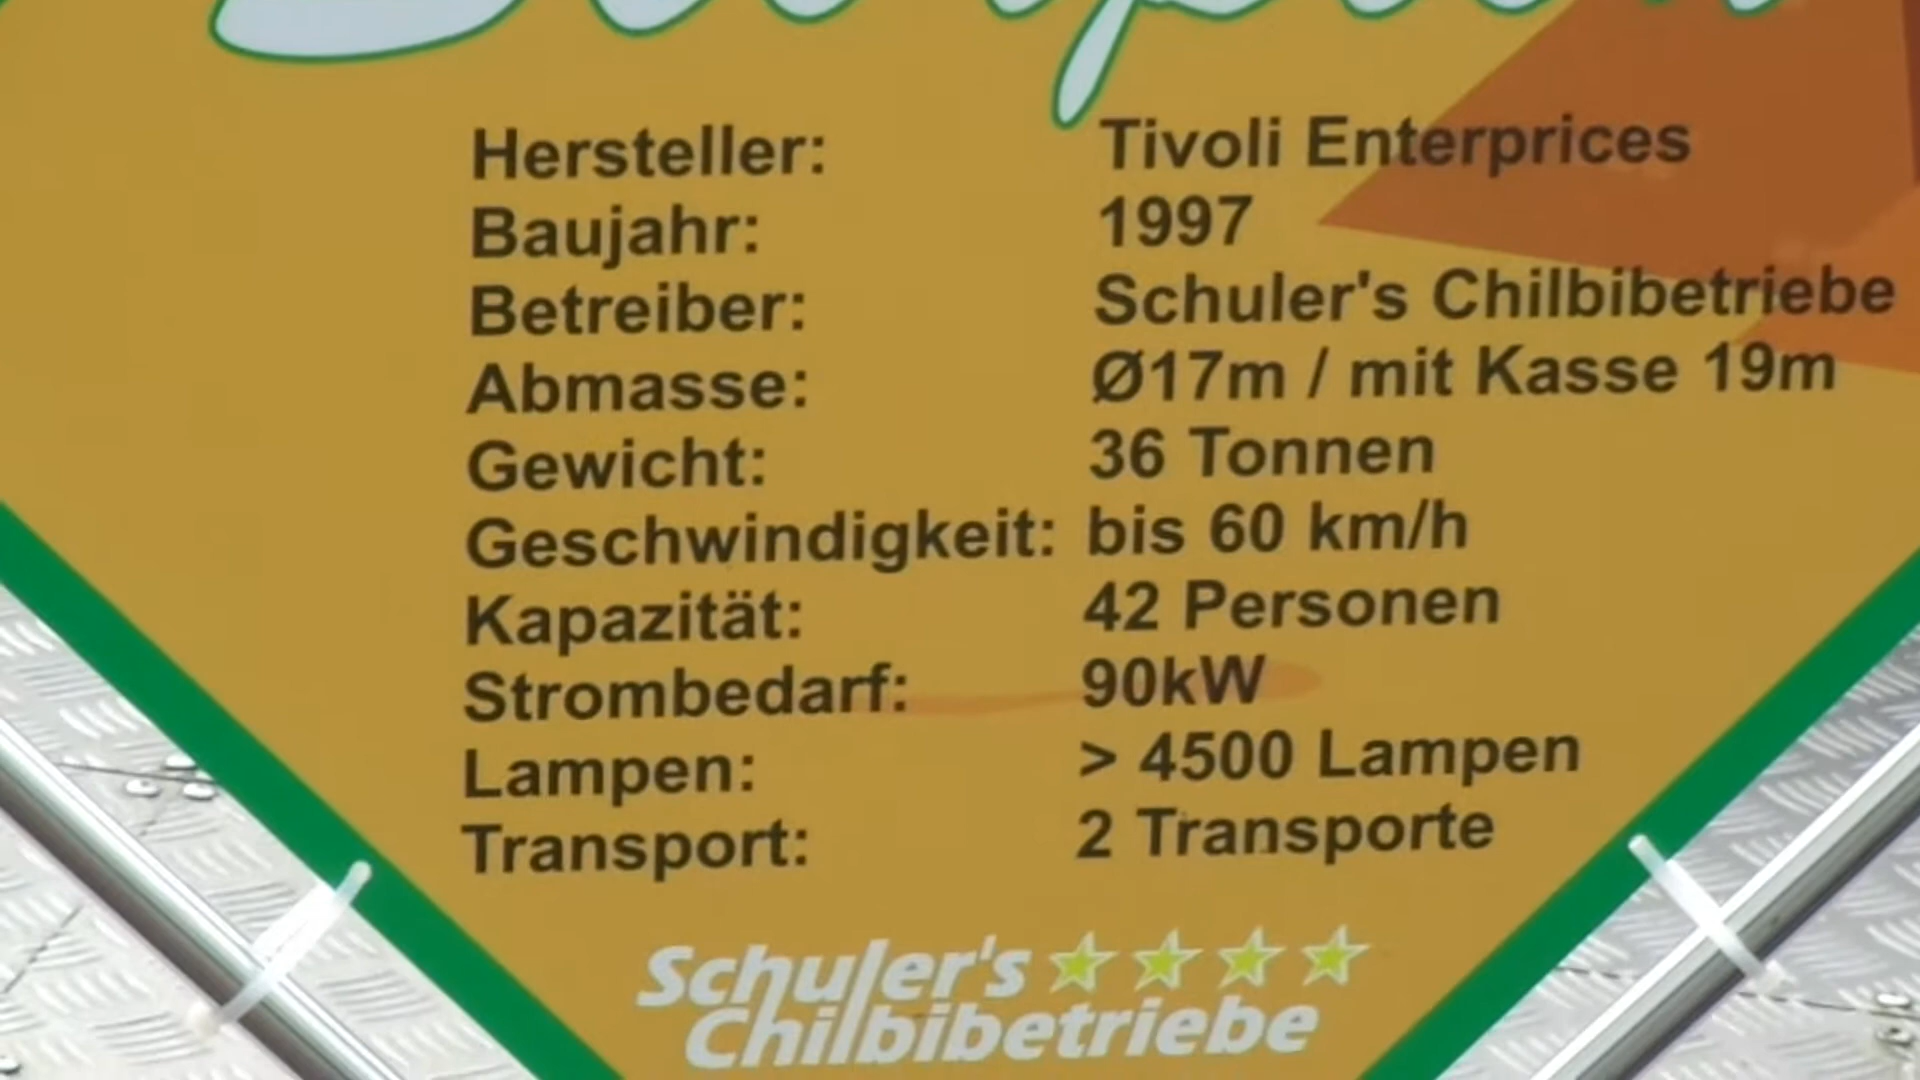 Hersteller: Tivoli Enterprices
Baujahr: 1997
Betreiber: Schuler's Chilbibetriebe
Abmasse: Ø17m / mit Kasse 19m
Gewicht: 36 Tonnen
Geschwindigkeit: bis 60 km/h
Kapazität: 42 Personen
Strombedarf: 90kW
Lampen: > 4500 Lampen
Transport: 2 Transporte
Schuler's
Chilbibetriebe